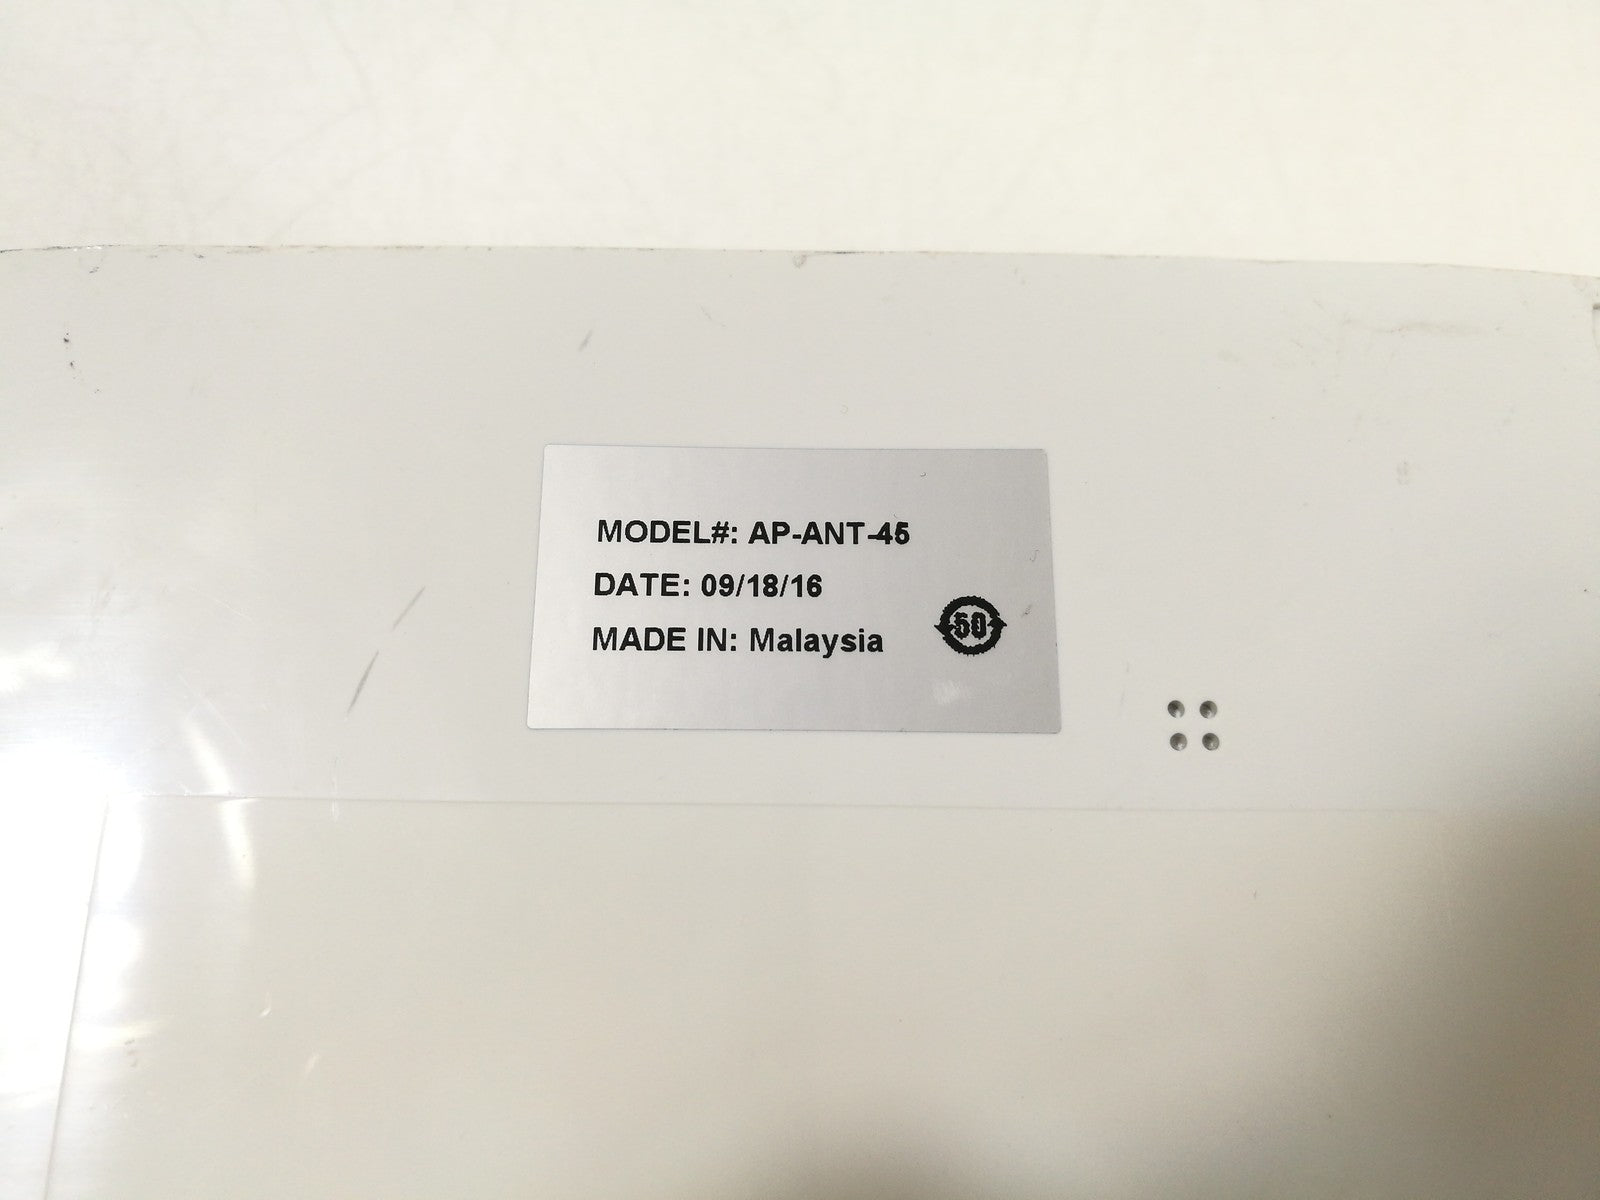 MODEL#: AP-ANT-45
DATE: 09/18/16
MADE IN: Malaysia
50